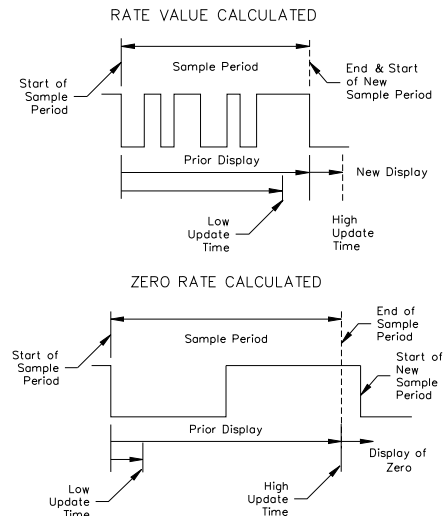 RATE VALUE CALCULATED
Sample Period
Start of
Sample
Period
End & Start
of New
Sample Period
Prior Display
New Display
Low
Update
Time
High
Update
Time
ZERO RATE CALCULATED
Sample Period
Start of
Sample
Period
End of
Sample
Period
Start of
New
Sample
Period
Prior Display
Display of
Zero
Low
Update
Time
High
Update
Time